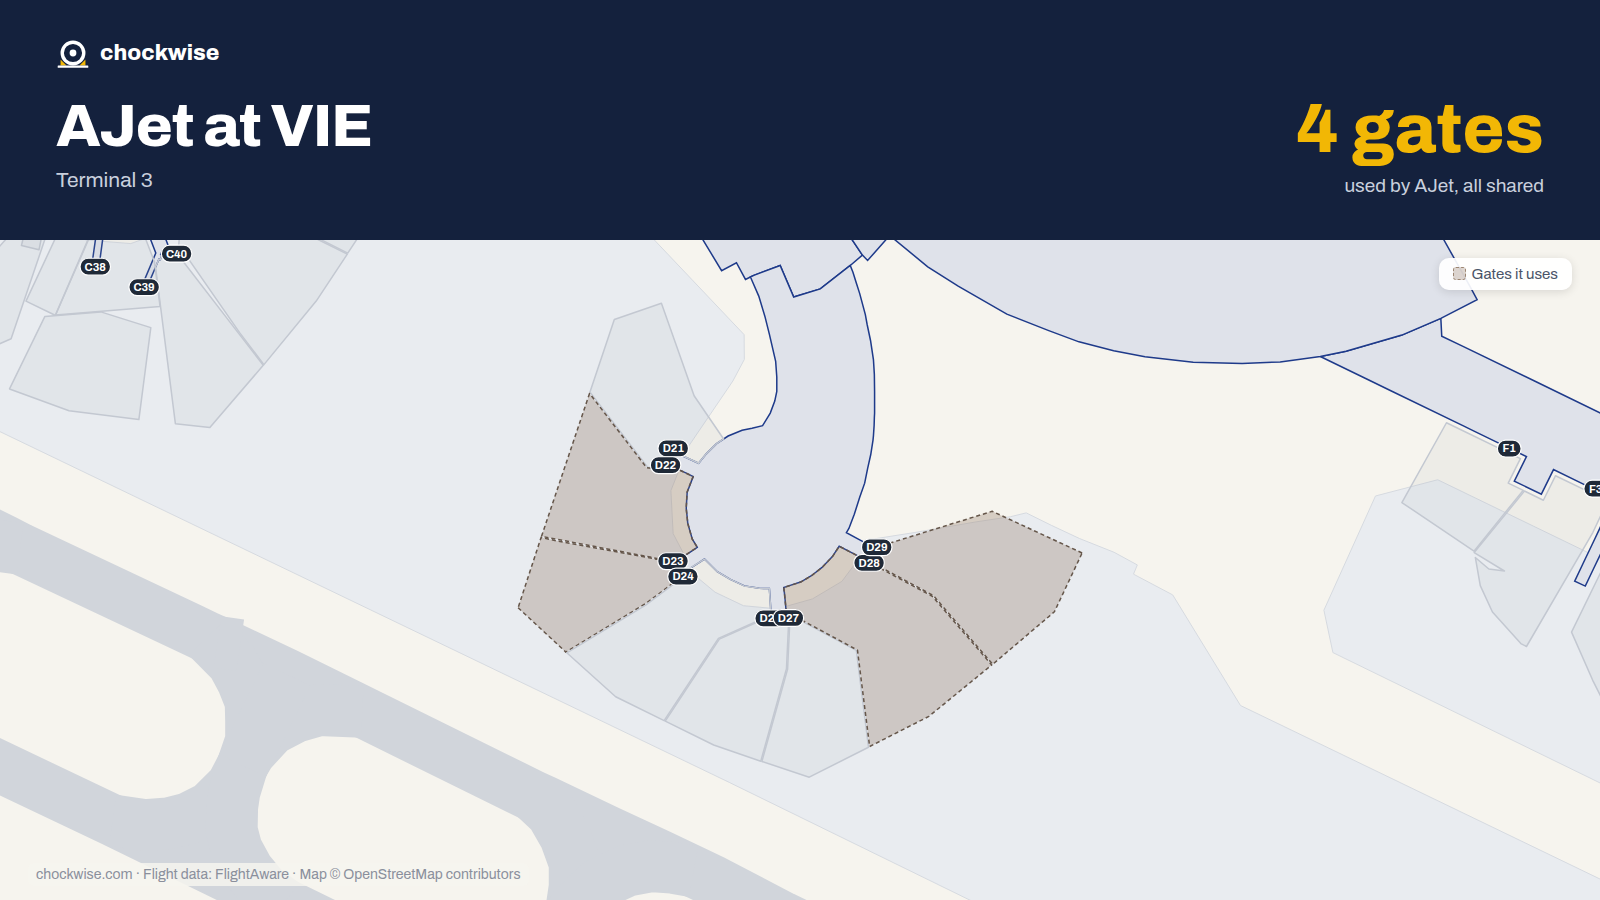 chockwise
AJet at VIE
Terminal 3
4 gates
used by AJet, all shared
Gates it uses
C38
C40
C39
D21
D22
D23
D24
D27
D28
D29
F1
chockwise.com · Flight data: FlightAware · Map © OpenStreetMap contributors